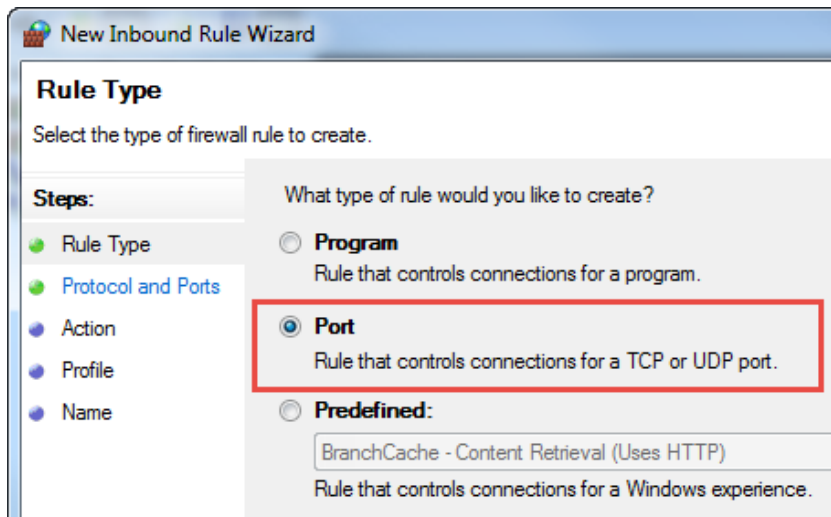 New Inbound Rule Wizard
Rule Type
Select the type of firewall rule to create.
Steps:
Rule Type
Protocol and Ports
Action
Profile
Name
What type of rule would you like to create?
Program
Rule that controls connections for a program.
Port
Rule that controls connections for a TCP or UDP port.
Predefined:
BranchCache - Content Retrieval (Uses HTTP)
Rule that controls connections for a Windows experience.